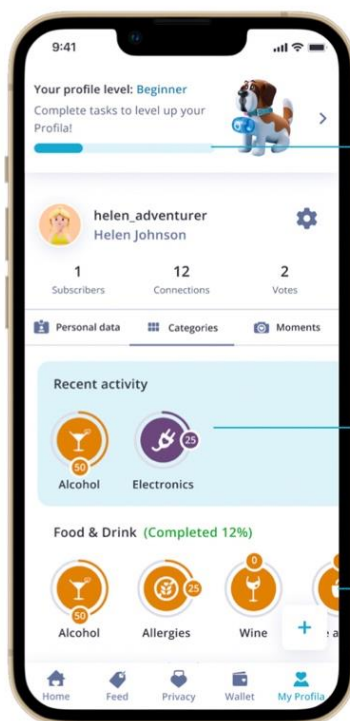 9:41
Your profile level: Beginner
Complete tasks to level up your
Profila!
helen_adventurer
Helen Johnson
1 12 2
Subscribers Connections Votes
Personal data Categories Moments
Recent activity
50 25
Alcohol Electronics
Food & Drink (Completed 12%)
0
25
50
Alcohol Allergies Wine
+
Home Feed Privacy Wallet My Profila